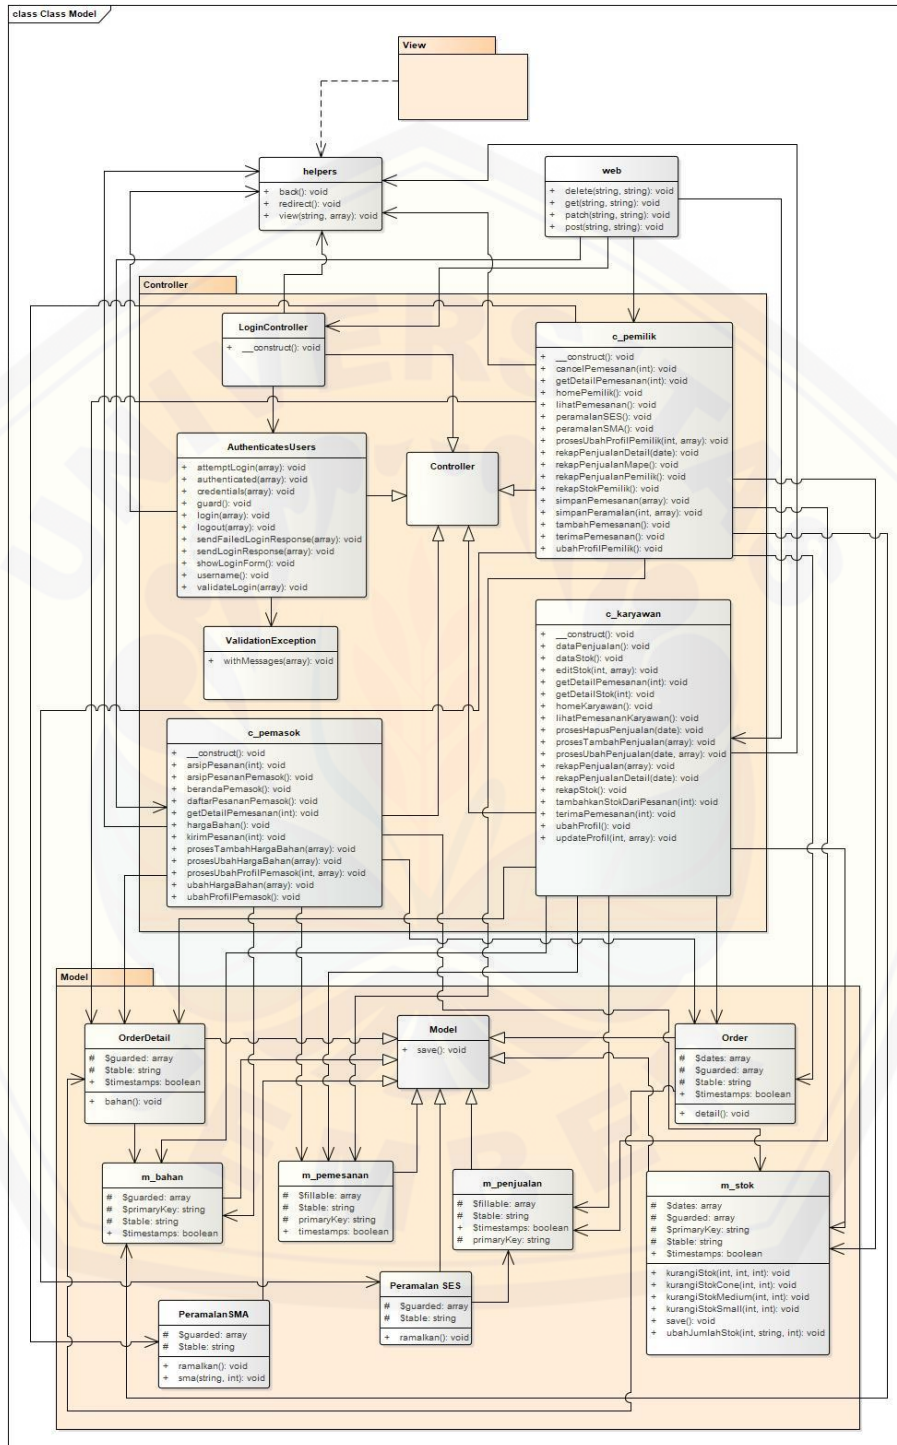 class Class Model
View
helpers
+ back(): void
+ redirect(): void
+ view(string, array): void
web
+ delete(string, string): void
+ get(string, string): void
+ patch(string, string): void
+ post(string, string): void
Controller
LoginController
+ __construct(): void
c_pemilik
+ __construct(): void
+ cancelPemesanan(int): void
+ getDetailPemesanan(int): void
+ homePemilik(): void
+ lihatPemesanan(): void
+ peramalanSES(): void
+ peramalanSMA(): void
+ prosesUbahProfilPemilik(int, array): void
+ rekapPenjualanDetail(date): void
+ rekapPenjualanMape(): void
+ rekapPenjualanPemilik(): void
+ rekapStokPemilik(): void
+ simpanPemesanan(array): void
+ simpanPeramalan(int, array): void
+ tambahPemesanan(): void
+ terimaPemesanan(): void
+ ubahProfilPemilik(): void
AuthenticatesUsers
+ attemptLogin(array): void
+ authenticated(array): void
+ credentials(array): void
+ guard(): void
+ login(array): void
+ logout(array): void
+ sendFailedLoginResponse(array): void
+ sendLoginResponse(array): void
+ showLoginForm(): void
+ username(): void
+ validateLogin(array): void
Controller
ValidationException
+ withMessages(array): void
c_karyawan
+ __construct(): void
+ dataPenjualan(): void
+ dataStok(): void
+ editStok(int, array): void
+ getDetailPemesanan(int): void
+ getDetailStok(int): void
+ homeKaryawan(): void
+ lihatPemesananKaryawan(): void
+ prosesHapusPenjualan(date): void
+ prosesTambahPenjualan(array): void
+ prosesUbahPenjualan(date, array): void
+ rekapPenjualan(array): void
+ rekapPenjualanDetail(date): void
+ rekapStok(): void
+ tambahkanStokDariPesanan(int): void
+ terimaPemesanan(int): void
+ ubahProfil(): void
+ updateProfil(int, array): void
c_pemasok
+ __construct(): void
+ arsipPesanan(int): void
+ arsipPesananPemasok(): void
+ berandaPemasok(): void
+ daftarPesananPemasok(): void
+ getDetailPemesanan(int): void
+ hargaBahan(): void
+ kirimPesanan(int): void
+ prosesTambahHargaBahan(array): void
+ prosesUbahHargaBahan(array): void
+ prosesUbahProfilPemasok(int, array): void
+ ubahHargaBahan(array): void
+ ubahProfilPemasok(): void
Model
OrderDetail
# $guarded: array
# $table: string
+ $timestamps: boolean
+ bahan(): void
Model
+ save(): void
Order
# $dates: array
# $guarded: array
# $table: string
+ $timestamps: boolean
+ detail(): void
m_bahan
# $guarded: array
# $primaryKey: string
# $table: string
+ $timestamps: boolean
m_pemesanan
# $fillable: array
# $table: string
# primaryKey: string
+ timestamps: boolean
m_penjualan
# $fillable: array
# $table: string
+ $timestamps: boolean
# primaryKey: string
m_stok
# $dates: array
# $guarded: array
# $primaryKey: string
# $table: string
+ $timestamps: boolean
+ kurangiStok(int, int, int): void
+ kurangiStokCone(int, int): void
+ kurangiStokMedium(int, int): void
+ kurangiStokSmall(int, int): void
+ save(): void
+ ubahJumlahStok(int, string, int): void
Peramalan SES
# $guarded: array
# $table: string
+ ramalkan(): void
PeramalanSMA
# $guarded: array
# $table: string
+ ramalkan(): void
+ sma(string, int): void